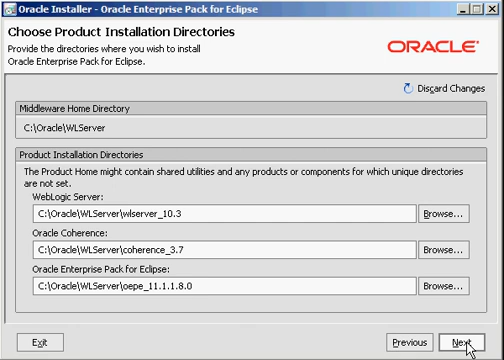 Oracle Installer - Oracle Enterprise Pack for Eclipse
Choose Product Installation Directories
Provide the directories where you wish to install
Oracle Enterprise Pack for Eclipse.
ORACLE
Discard Changes
Middleware Home Directory
C:\Oracle\WLServer
Product Installation Directories
The Product Home might contain shared utilities and any products or components for which unique directories
are not set.
WebLogic Server:
C:\Oracle\WLServer\wlserver_10.3
Browse...
Oracle Coherence:
C:\Oracle\WLServer\coherence_3.7
Browse...
Oracle Enterprise Pack for Eclipse:
C:\Oracle\WLServer\oepe_11.1.1.8.0
Browse...
Exit
Previous
Next